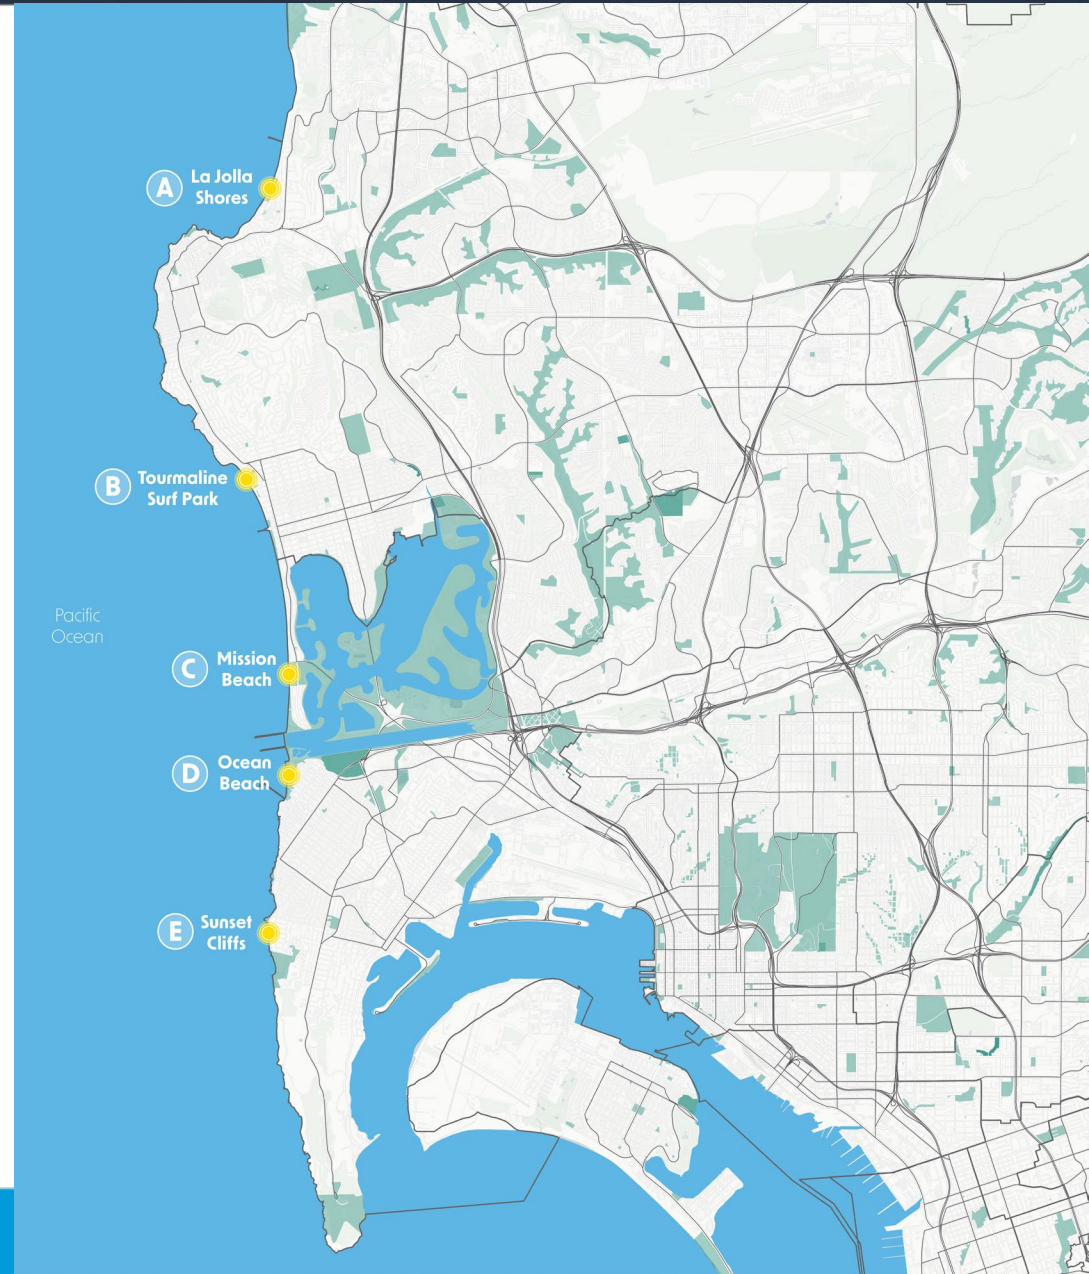 A
La Jolla
Shores
B
Tourmaline
Surf Park
Pacific
Ocean
C
Mission
Beach
D
Ocean
Beach
E
Sunset
Cliffs